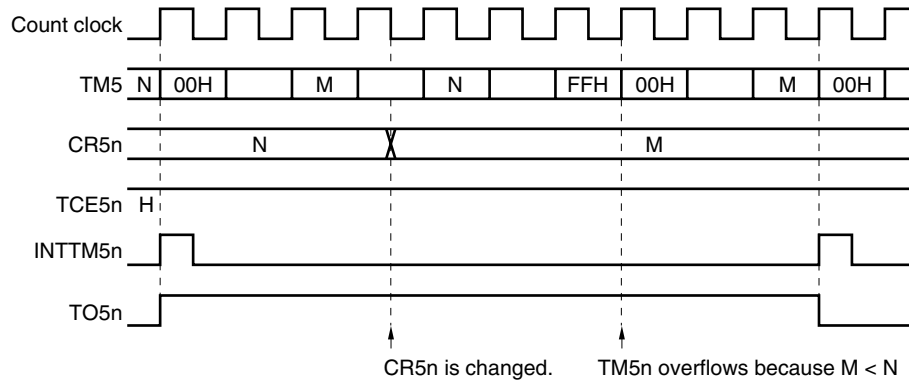 Count clock
TM5 N 00H M N FFH 00H M 00H
CR5n N M
TCE5n H
INTTM5n
TO5n
CR5n is changed. TM5n overflows because M < N